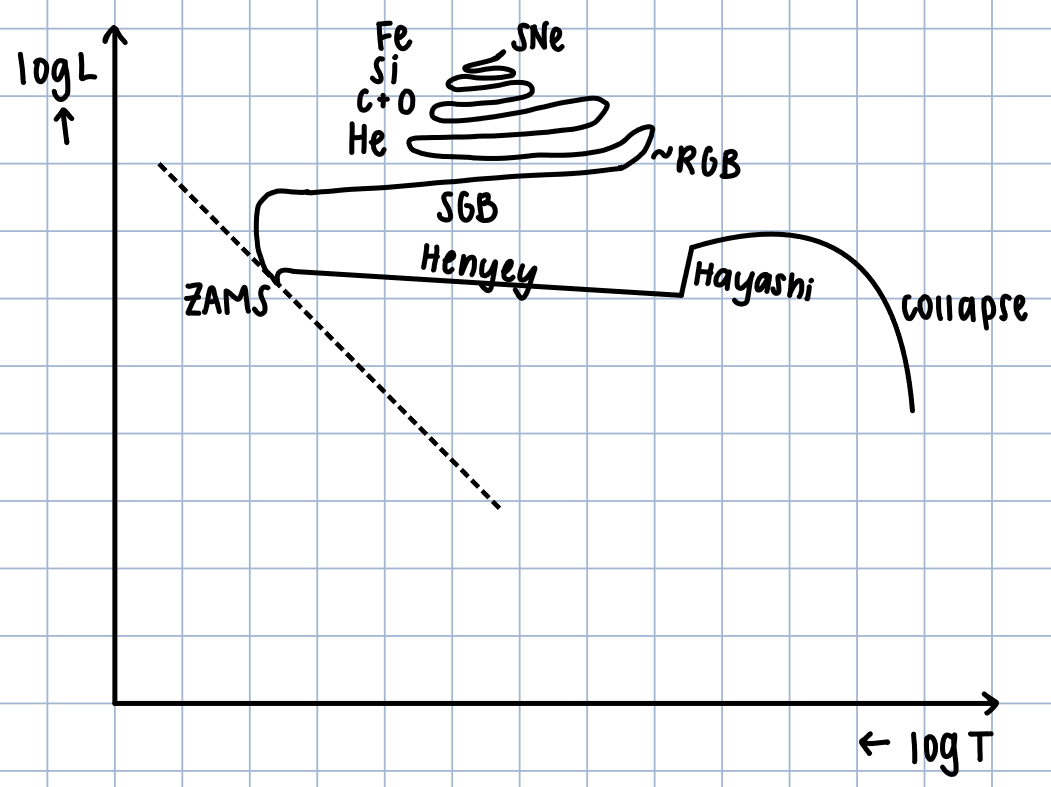 Fe
SNe
Si
C+O
He
log L
↑
~RGB
SGB
Henyey
Hayashi
ZAMS
collapse
← log T